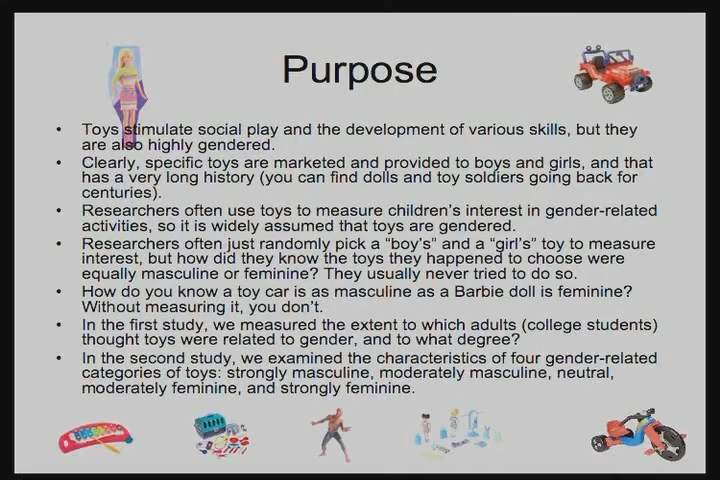 Purpose
• Toys stimulate social play and the development of various skills, but they
are also highly gendered.
• Clearly, specific toys are marketed and provided to boys and girls, and that
has a very long history (you can find dolls and toy soldiers going back for
centuries).
• Researchers often use toys to measure children's interest in gender-related
activities, so it is widely assumed that toys are gendered.
• Researchers often just randomly pick a “boy's” and a “girl's” toy to measure
interest, but how did they know the toys they happened to choose were
equally masculine or feminine? They usually never tried to do so.
• How do you know a toy car is as masculine as a Barbie doll is feminine?
Without measuring it, you don't.
• In the first study, we measured the extent to which adults (college students)
thought toys were related to gender, and to what degree?
• In the second study, we examined the characteristics of four gender-related
categories of toys: strongly masculine, moderately masculine, neutral,
moderately feminine, and strongly feminine.